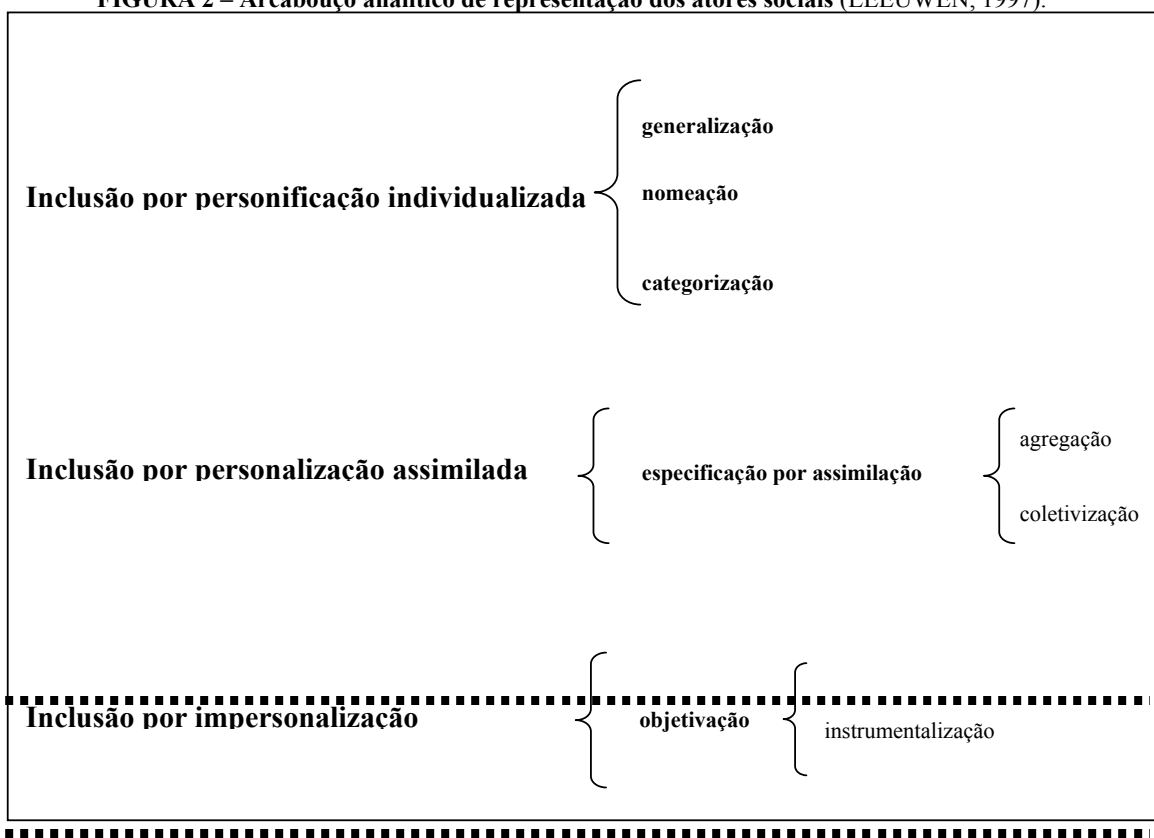 FIGURA 2 – Arcabouço analítico de representação dos atores sociais (LEEUWEN, 1997).
generalização
Inclusão por personificação individualizada
nomeação
categorização
agregação
Inclusão por personalização assimilada
especificação por assimilação
coletivização
Inclusão por impersonalização
objetivação
instrumentalização